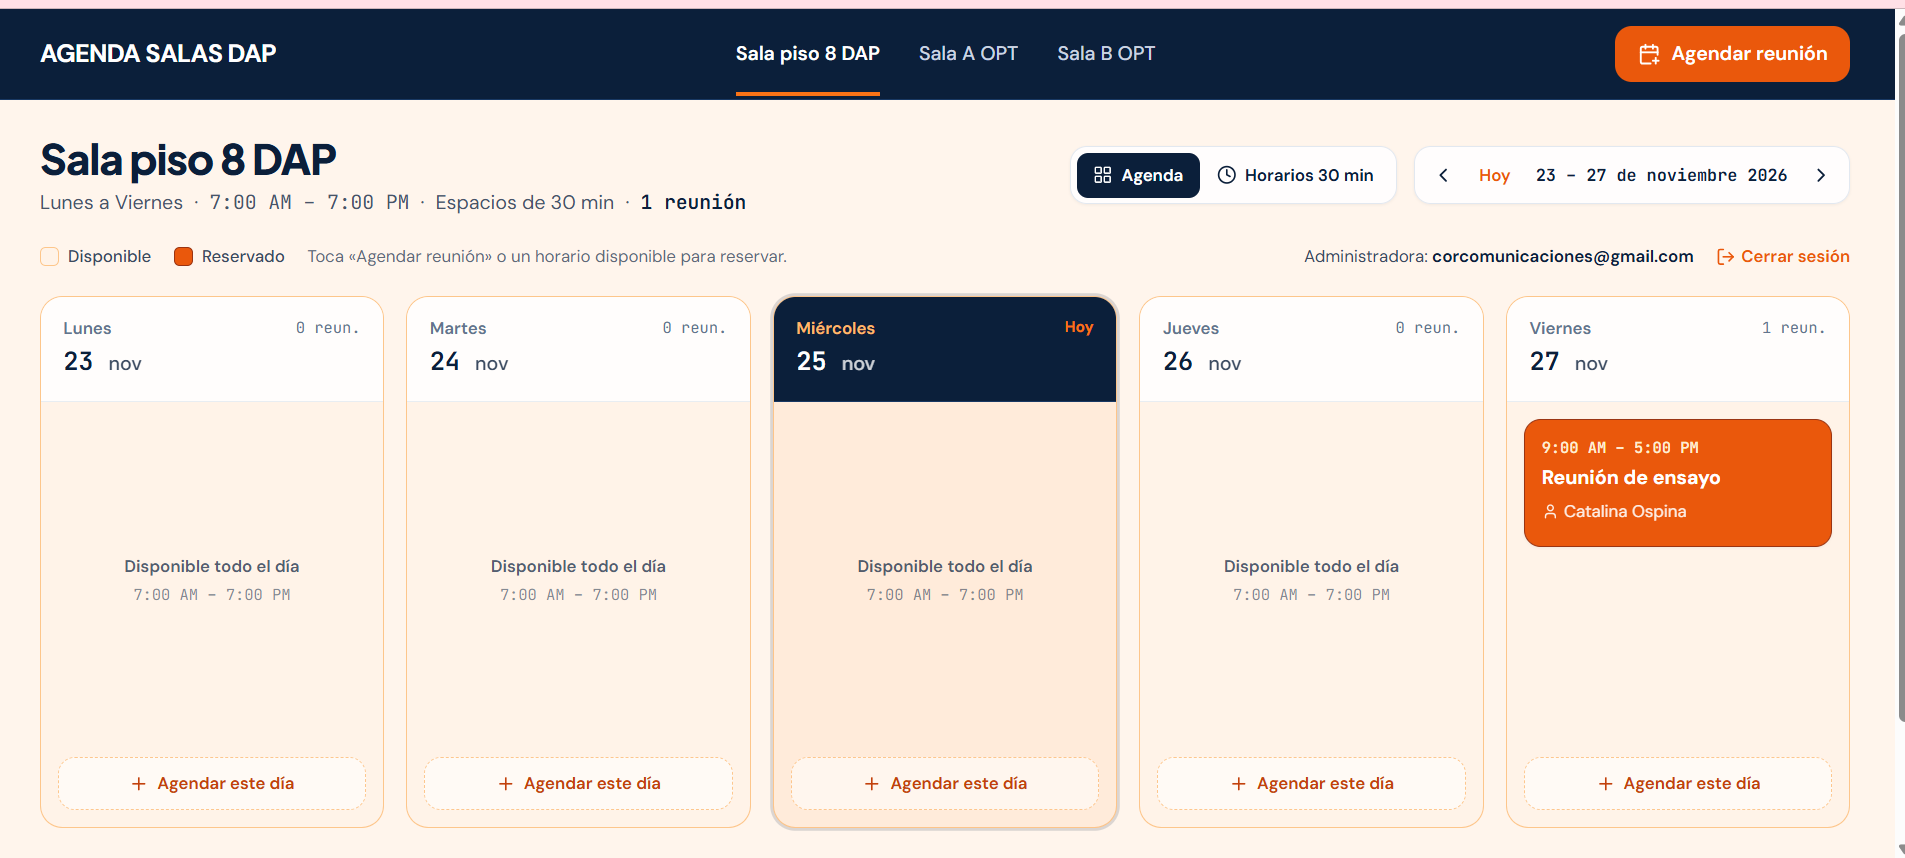 AGENDA SALAS DAP
Sala piso 8 DAP
Sala A OPT
Sala B OPT
Agendar reunión
Sala piso 8 DAP
Lunes a Viernes · 7:00 AM – 7:00 PM · Espacios de 30 min · 1 reunión
Agenda
Horarios 30 min
Hoy
23 – 27 de noviembre 2026
Disponible
Reservado
Toca «Agendar reunión» o un horario disponible para reservar.
Administradora: corcomunicaciones@gmail.com
Cerrar sesión
Lunes
0 reun.
23 nov
Disponible todo el día
7:00 AM – 7:00 PM
+ Agendar este día
Martes
0 reun.
24 nov
Disponible todo el día
7:00 AM – 7:00 PM
+ Agendar este día
Miércoles
Hoy
25 nov
Disponible todo el día
7:00 AM – 7:00 PM
+ Agendar este día
Jueves
0 reun.
26 nov
Disponible todo el día
7:00 AM – 7:00 PM
+ Agendar este día
Viernes
1 reun.
27 nov
9:00 AM – 5:00 PM
Reunión de ensayo
Catalina Ospina
+ Agendar este día